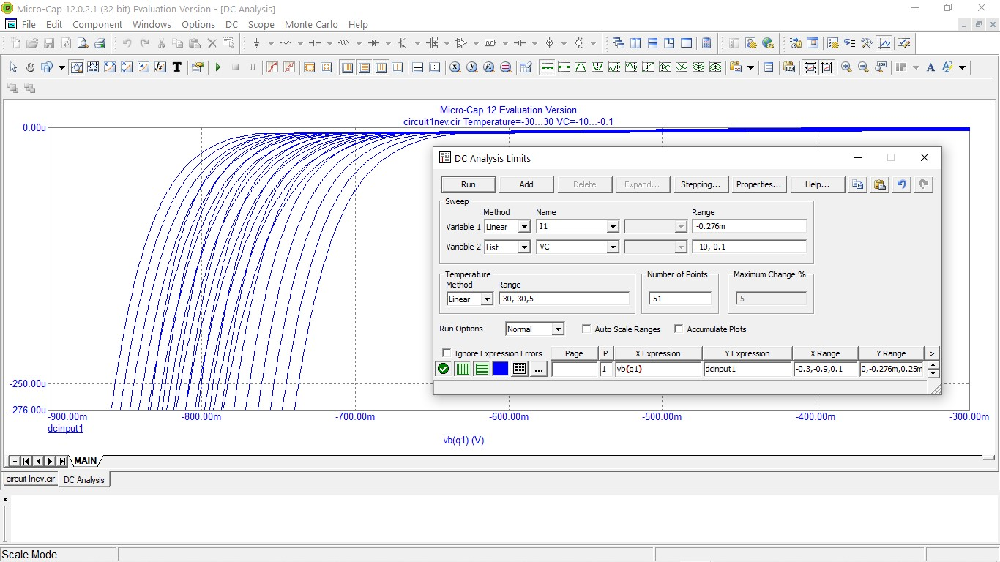 Micro-Cap 12.0.2.1 (32 bit) Evaluation Version - [DC Analysis]
File Edit Component Windows Options DC Scope Monte Carlo Help
Micro-Cap 12 Evaluation Version
circuit1nev.cir Temperature=-30...30 VC=-10...-0.1
0.00u
-250.00u
-276.00u
-900.00m -800.00m -700.00m -600.00m -500.00m -400.00m -300.00m
dcinput1
vb(q1) (V)
DC Analysis Limits
Run Add Delete Expand... Stepping... Properties... Help...
Sweep
Method Name Range
Variable 1 Linear I1 -0.276m
Variable 2 List VC -10,-0.1
Temperature Number of Points Maximum Change %
Method Range
Linear 30,-30,5 51 5
Run Options Normal Auto Scale Ranges Accumulate Plots
Ignore Expression Errors Page P X Expression Y Expression X Range Y Range >
... 1 vb(q1) dcinput1 -0.3,-0.9,0.1 0,-0.276m,0.25m
MAIN
circuit1nev.cir DC Analysis
Scale Mode